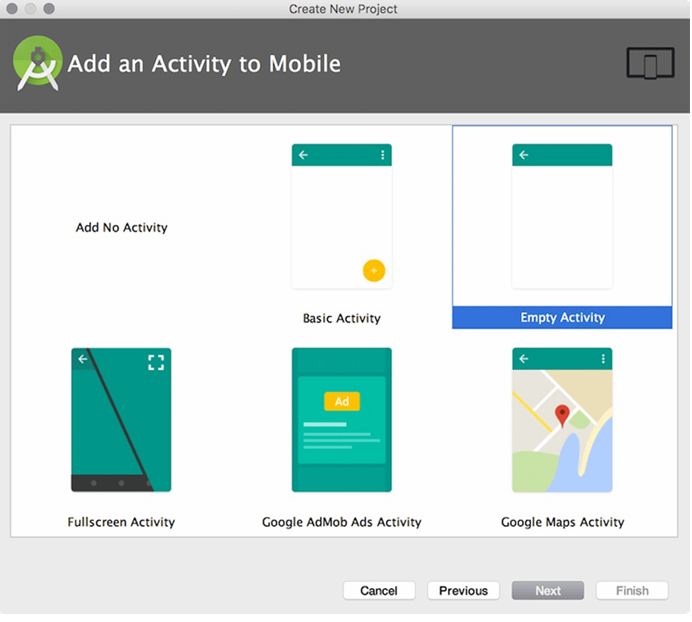 Create New Project
Add an Activity to Mobile
Add No Activity
Basic Activity
Empty Activity
Ad
Fullscreen Activity
Google AdMob Ads Activity
Google Maps Activity
Cancel
Previous
Next
Finish